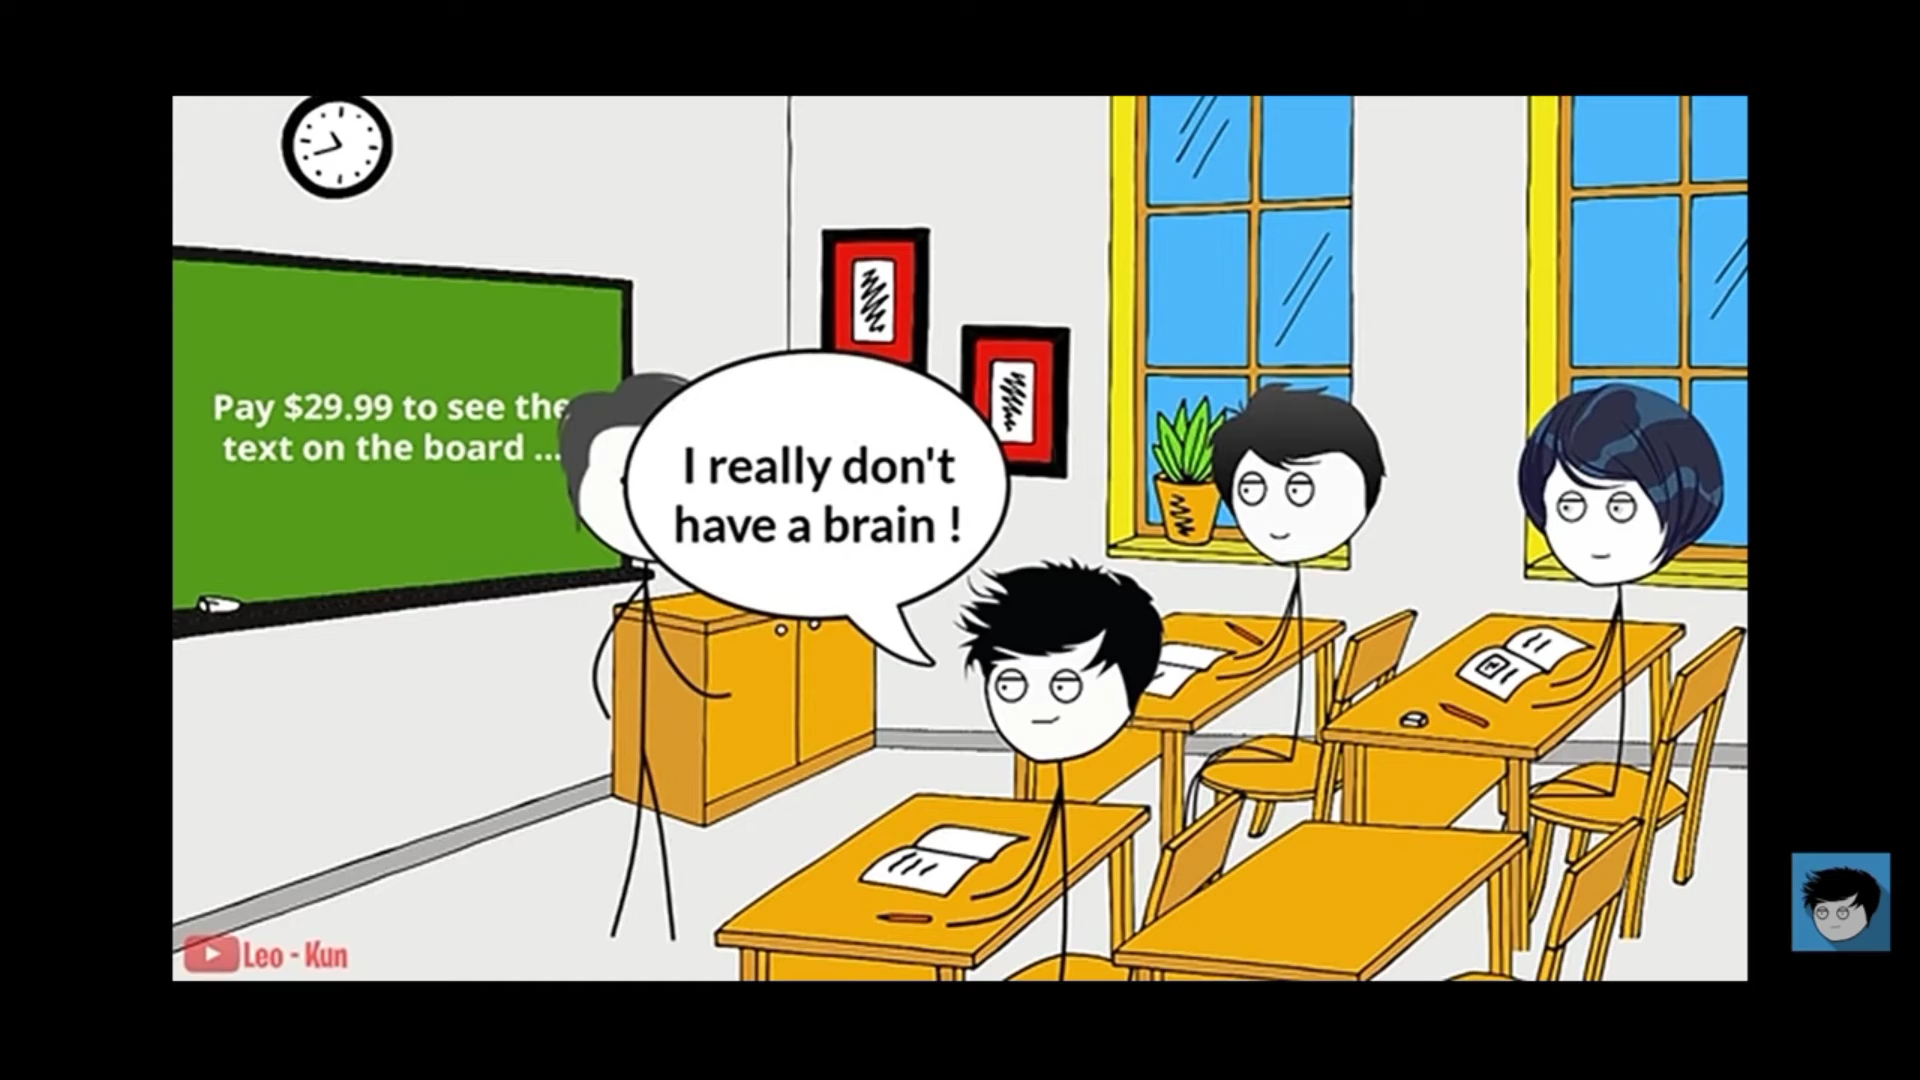 Pay $29.99 to see the
text on the board ...
I really don't
have a brain !
Leo - Kun